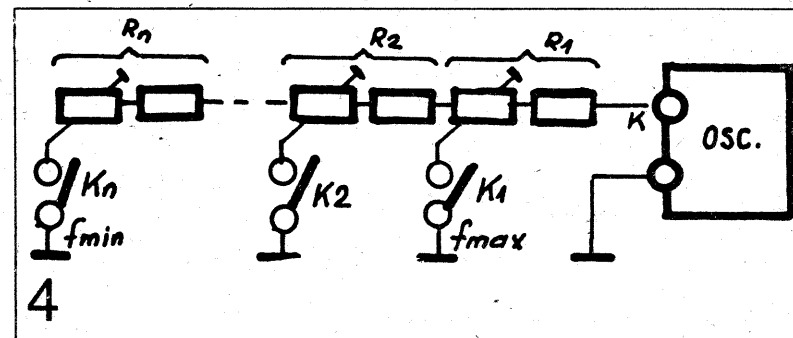 Rn R2 R1
K OSC.
Kn K2 K1
fmin fmax
4